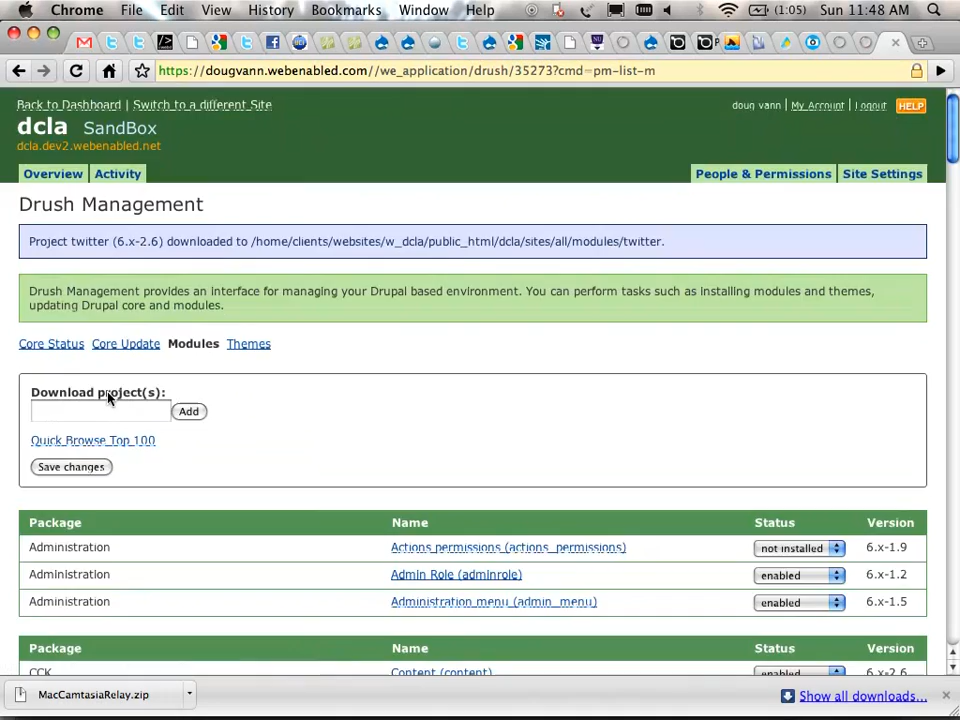 Chrome File Edit View History Bookmarks Window Help (1:05) Sun 11:48 AM
https://dougvann.webenabled.com//we_application/drush/35273?cmd=pm-list-m
Back to Dashboard | Switch to a different Site doug vann | My Account | Logout HELP
dcla SandBox
dcla.dev2.webenabled.net
Overview Activity People & Permissions Site Settings
Drush Management
Project twitter (6.x-2.6) downloaded to /home/clients/websites/w_dcla/public_html/dcla/sites/all/modules/twitter.
Drush Management provides an interface for managing your Drupal based environment. You can perform tasks such as installing modules and themes,
updating Drupal core and modules.
Core Status Core Update Modules Themes
Download project(s):
Add
Quick Browse Top 100
Save changes
Package Name Status Version
Administration Actions permissions (actions_permissions) not installed 6.x-1.9
Administration Admin Role (adminrole) enabled 6.x-1.2
Administration Administration menu (admin_menu) enabled 6.x-1.5
Package Name Status Version
CCK Content (content) enabled 6.x-2.6
MacCamtasiaRelay.zip Show all downloads...